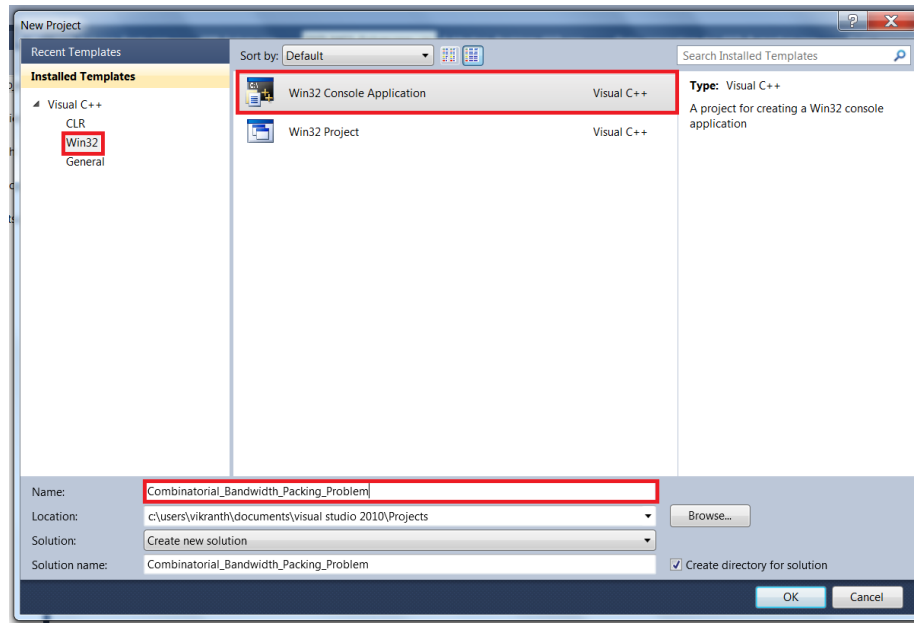 New Project
Recent Templates
Installed Templates
Visual C++
CLR
Win32
General
Sort by: Default
Win32 Console Application Visual C++
Win32 Project Visual C++
Search Installed Templates
Type: Visual C++
A project for creating a Win32 console
application
Name: Combinatorial_Bandwidth_Packing_Problem
Location: c:\users\vikranth\documents\visual studio 2010\Projects
Browse...
Solution: Create new solution
Solution name: Combinatorial_Bandwidth_Packing_Problem
Create directory for solution
OK Cancel